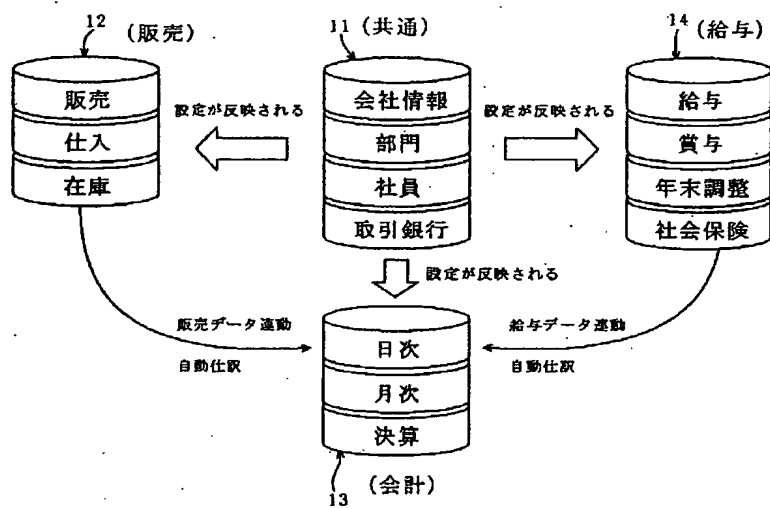 12 (販売)
11 (共通)
14 (給与)
販売
仕入
在庫
設定が反映される
会社情報
部門
社員
取引銀行
設定が反映される
給与
賞与
年末調整
社会保険
設定が反映される
販売データ連動
自動仕訳
給与データ連動
自動仕訳
日次
月次
決算
13 (会計)